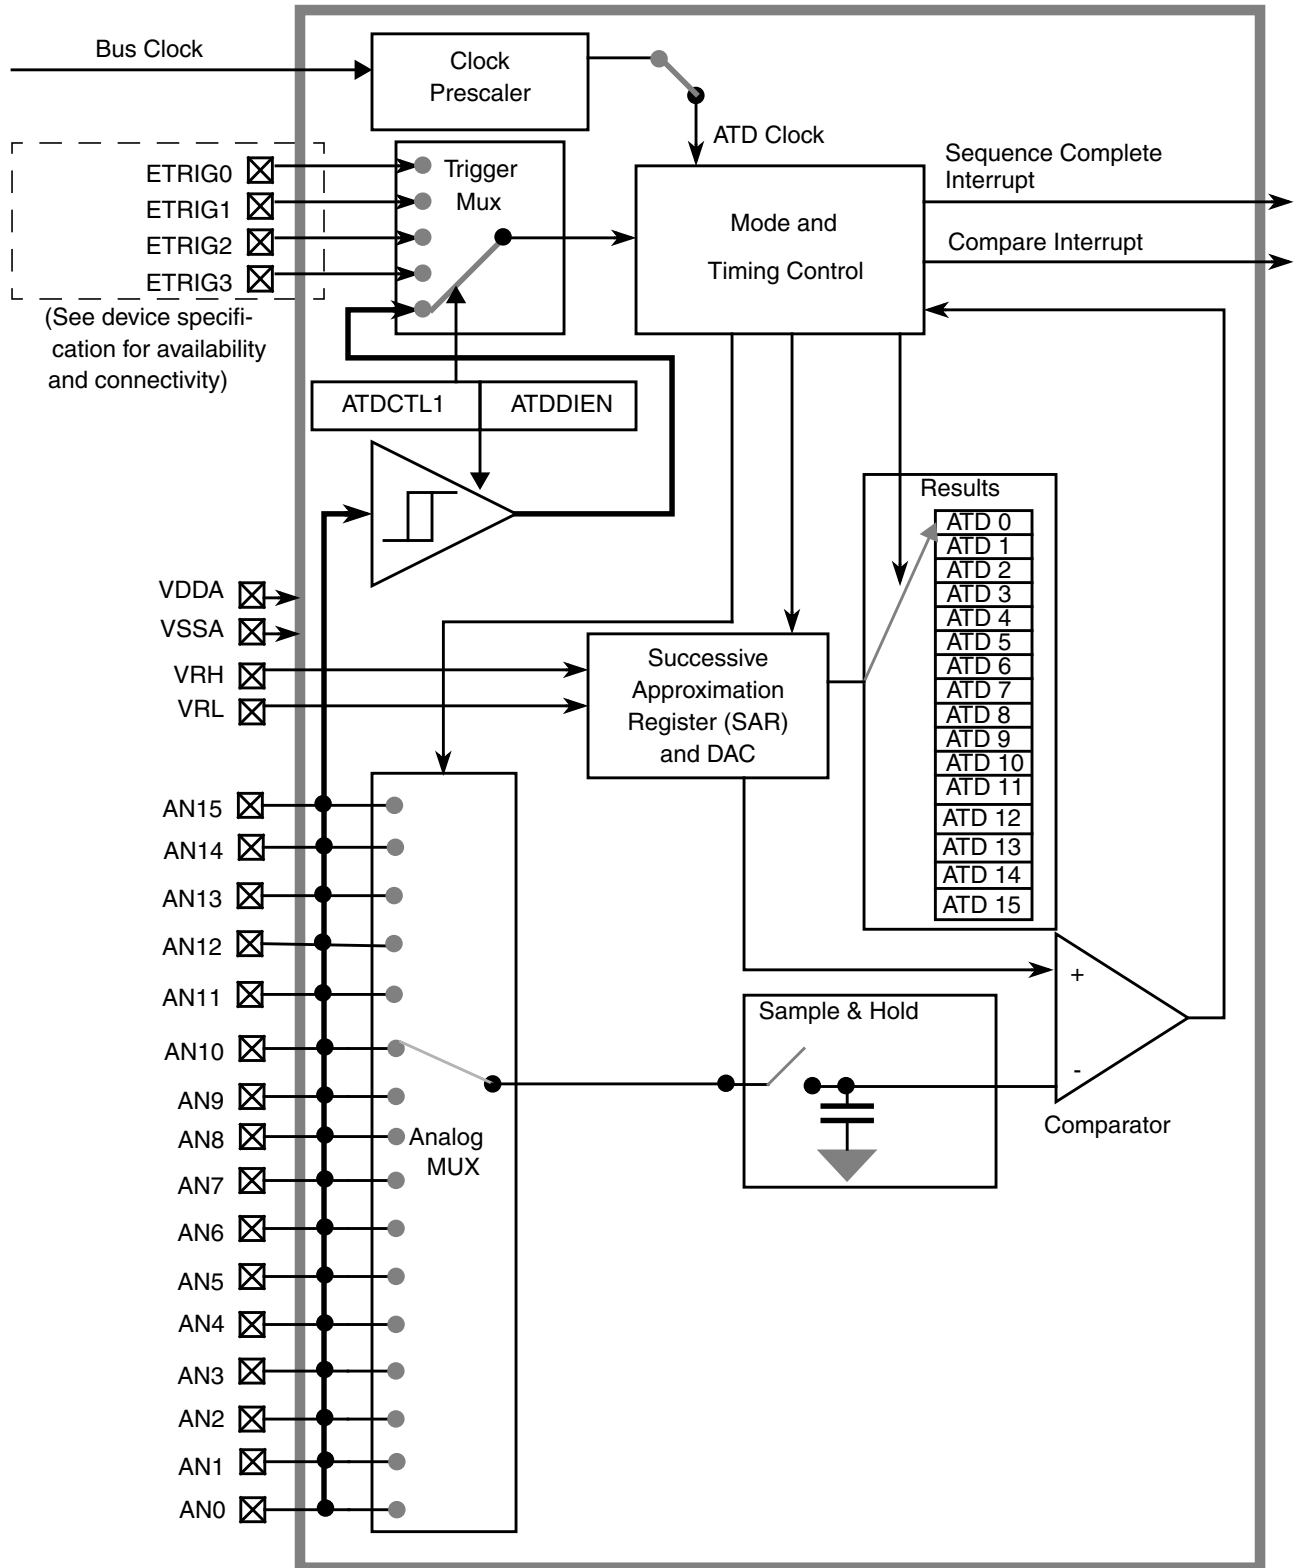 Bus Clock
Clock
Prescaler
ATD Clock
ETRIG0
ETRIG1
ETRIG2
ETRIG3
(See device specifi-
cation for availability
and connectivity)
Trigger
Mux
Mode and
Timing Control
Sequence Complete
Interrupt
Compare Interrupt
ATDCTL1
ATDDIEN
Results
ATD 0
ATD 1
ATD 2
ATD 3
ATD 4
ATD 5
ATD 6
ATD 7
ATD 8
ATD 9
ATD 10
ATD 11
ATD 12
ATD 13
ATD 14
ATD 15
VDDA
VSSA
VRH
VRL
Successive
Approximation
Register (SAR)
and DAC
AN15
AN14
AN13
AN12
AN11
AN10
AN9
AN8
AN7
AN6
AN5
AN4
AN3
AN2
AN1
AN0
Analog
MUX
Sample & Hold
+
-
Comparator